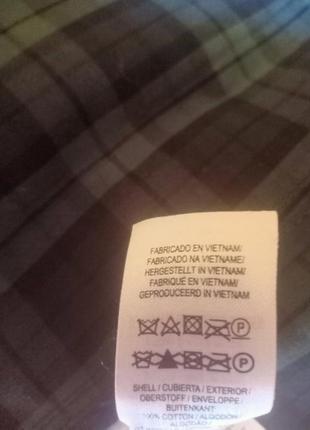 FABRICADO EN VIETNAM/
FABRICADO NA VIETNAME/
HERGESTELLT IN VIETNAM/
FABRIQUÉ EN VIETNAM/
GEPRODUCEERD IN VIETNAM
P
P
SHELL / CUBIERTA / EXTERIOR /
OBERSTOFF / ENVELOPPE /
BUITENKANT:
100% COTTON / ALGODÓN /
ALGODÃO /